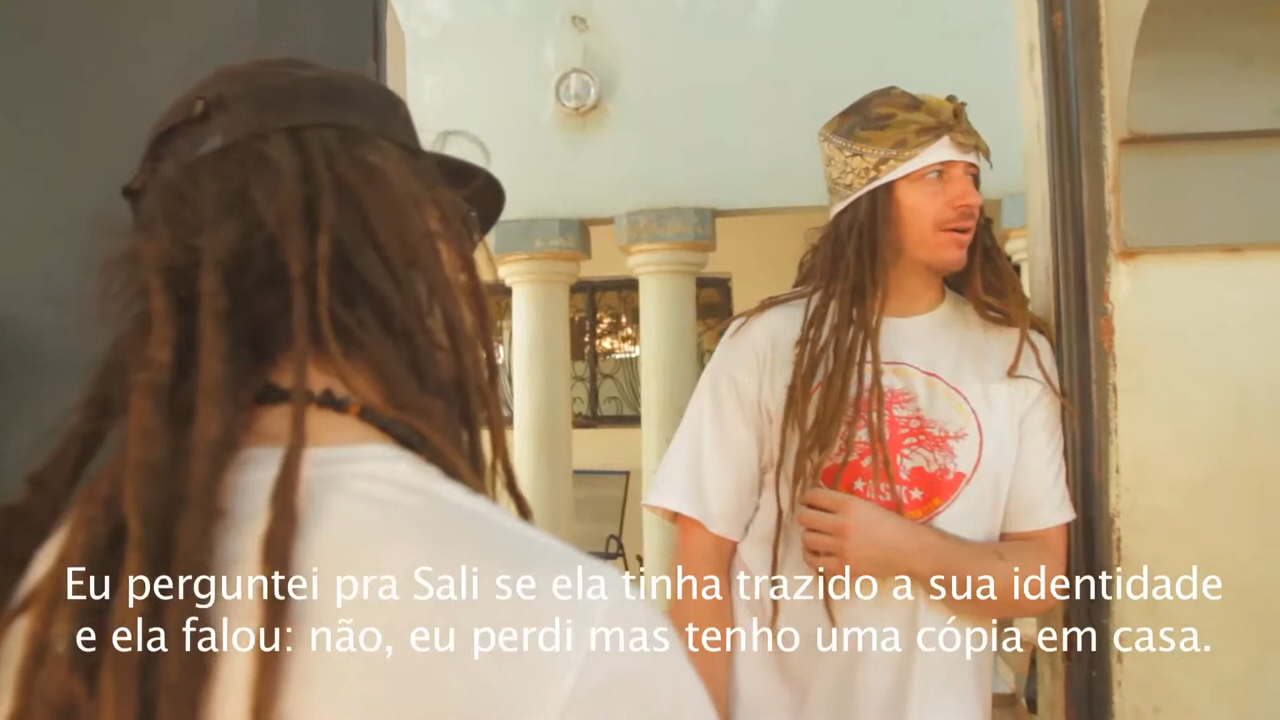 Eu perguntei pra Sali se ela tinha trazido a sua identidade
e ela falou: não, eu perdi mas tenho uma cópia em casa.